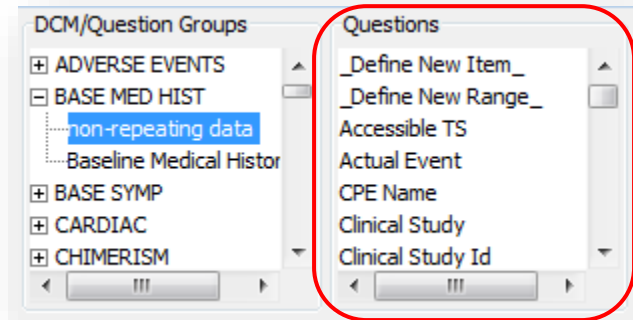 DCM/Question Groups
ADVERSE EVENTS
BASE MED HIST
non-repeating data
Baseline Medical Histor
BASE SYMP
CARDIAC
CHIMERISM
Questions
_Define New Item_
_Define New Range_
Accessible TS
Actual Event
CPE Name
Clinical Study
Clinical Study Id